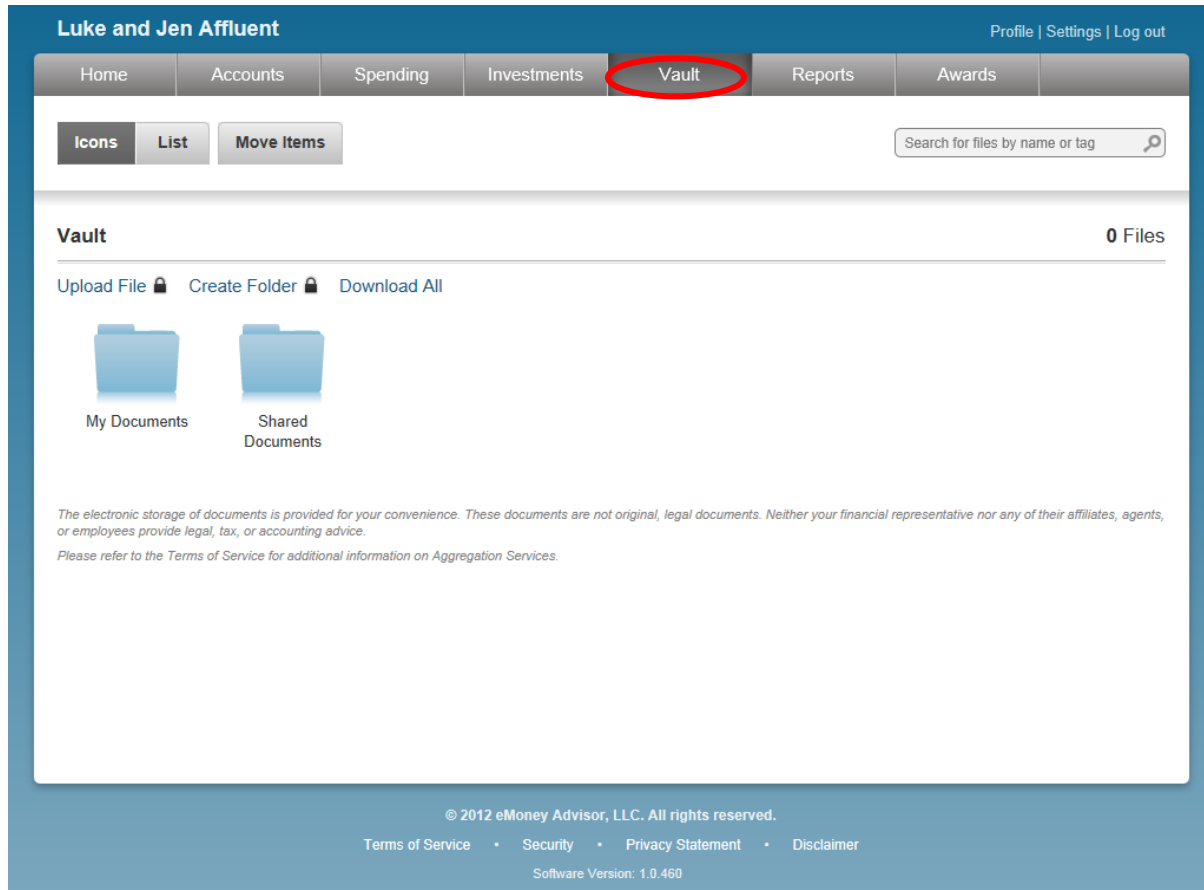 Luke and Jen Affluent
Profile | Settings | Log out
Home Accounts Spending Investments Vault Reports Awards
Icons List Move Items
Search for files by name or tag
Vault
0 Files
Upload File Create Folder Download All
My Documents
Shared
Documents
The electronic storage of documents is provided for your convenience. These documents are not original, legal documents. Neither your financial representative nor any of their affiliates, agents,
or employees provide legal, tax, or accounting advice.
Please refer to the Terms of Service for additional information on Aggregation Services.
© 2012 eMoney Advisor, LLC. All rights reserved.
Terms of Service • Security • Privacy Statement • Disclaimer
Software Version: 1.0.460